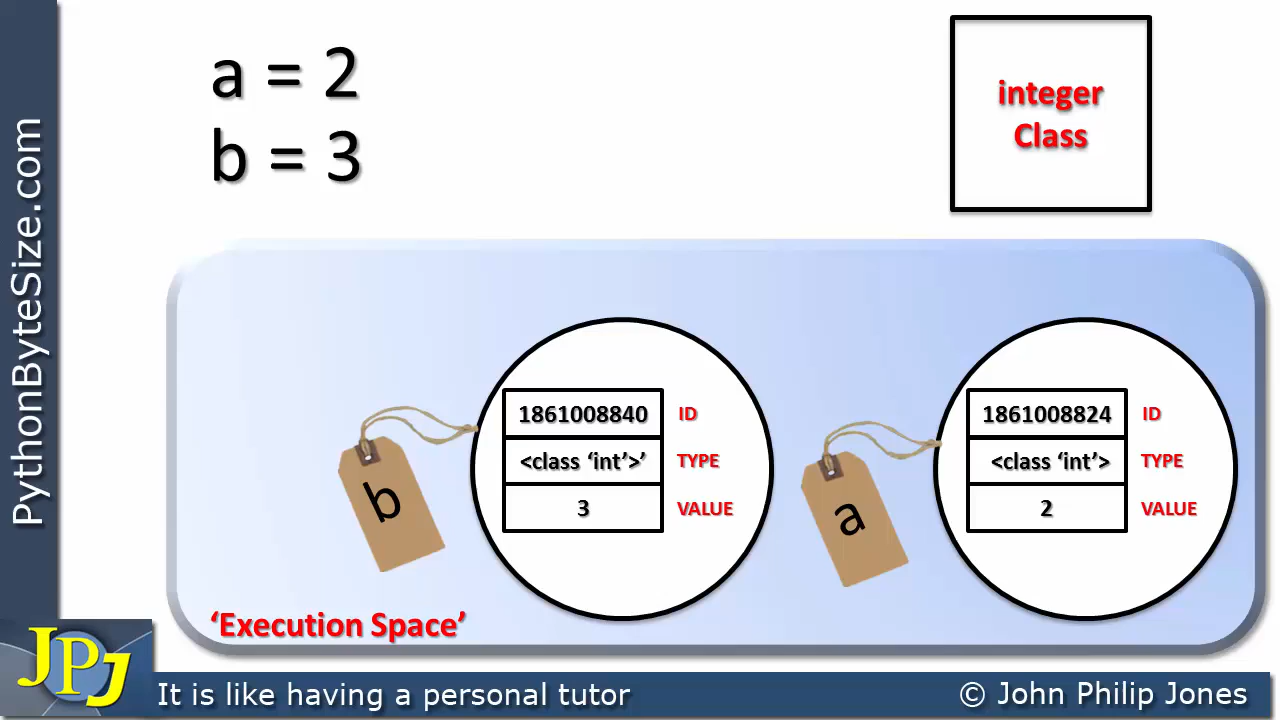 a = 2
b = 3
integer
Class
PythonByteSize.com
1861008840 ID
<class ‘int’>’ TYPE
3 VALUE
b
1861008824 ID
<class ‘int’> TYPE
2 VALUE
a
‘Execution Space’
JPJ
It is like having a personal tutor
© John Philip Jones